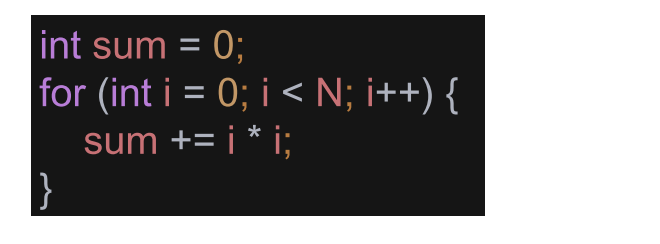 int sum = 0;
for (int i = 0; i < N; i++) {
    sum += i * i;
}